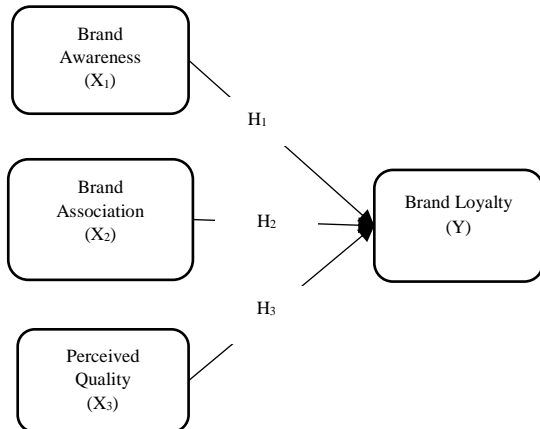 Brand
Awareness
(X₁)
H₁
Brand
Association
(X₂)
H₂
Brand Loyalty
(Y)
H₃
Perceived
Quality
(X₃)